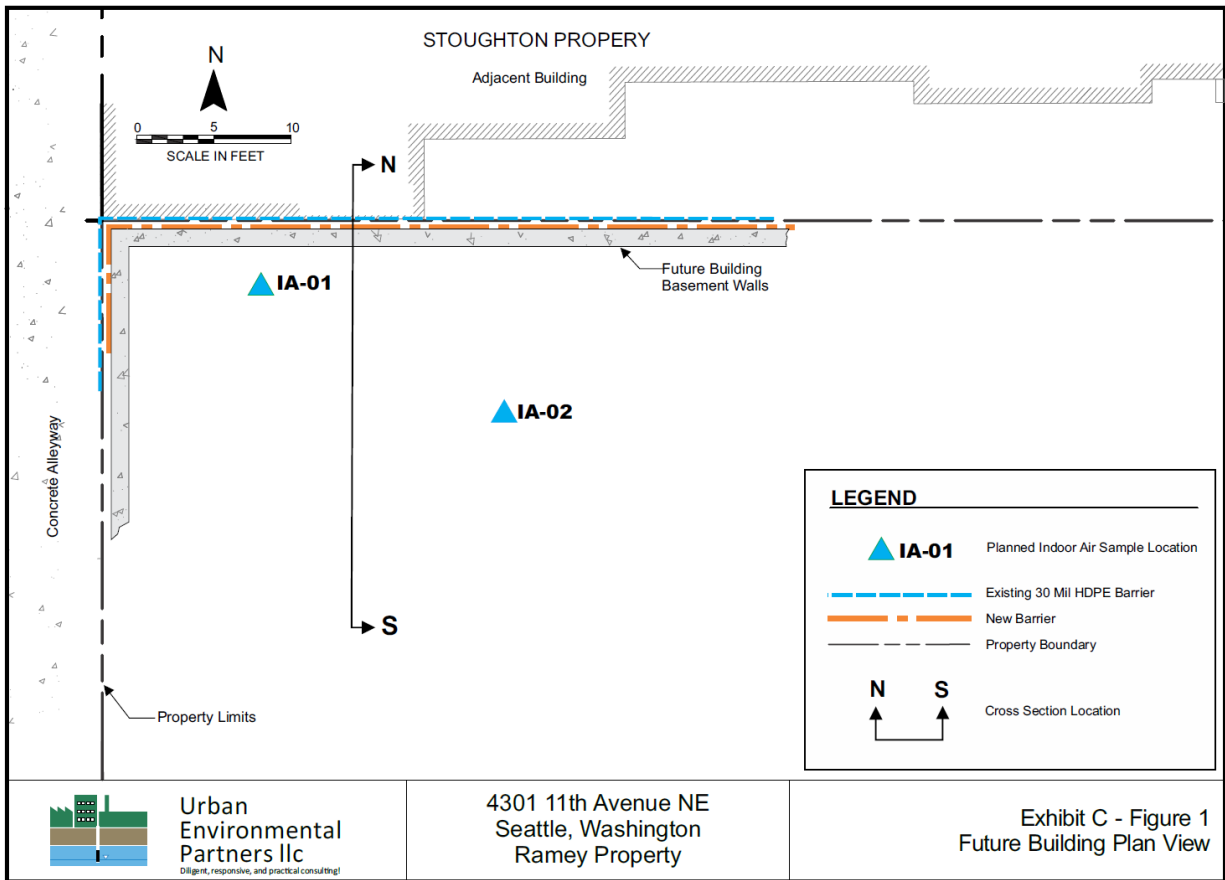 STOUGHTON PROPERY
Adjacent Building
N
0 5 10
SCALE IN FEET
N
IA-01
Future Building
Basement Walls
IA-02
Concrete Alleyway
S
Property Limits
LEGEND
IA-01 Planned Indoor Air Sample Location
Existing 30 Mil HDPE Barrier
New Barrier
Property Boundary
N S
Cross Section Location
Urban
Environmental
Partners llc
Diligent, responsive, and practical consulting!
4301 11th Avenue NE
Seattle, Washington
Ramey Property
Exhibit C - Figure 1
Future Building Plan View